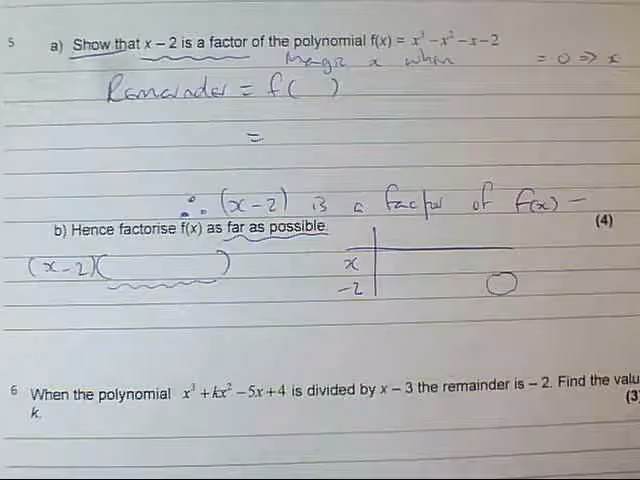 5 a) Show that x – 2 is a factor of the polynomial f(x) = x³ – x² – x – 2
x when = 0 ⇒ x
Remainder = f( )
=
∴ (x-2) is a factor of f(x) –
(4)
b) Hence factorise f(x) as far as possible
(x-2)( ) x
-2
6 When the polynomial x³ + kx² – 5x + 4 is divided by x – 3 the remainder is – 2. Find the valu
(3)
k.